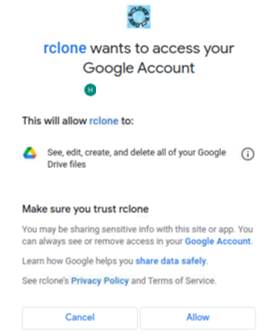 rclone wants to access your
Google Account
H
This will allow rclone to:
See, edit, create, and delete all of your Google
Drive files
Make sure you trust rclone
You may be sharing sensitive info with this site or app. You
can always see or remove access in your Google Account.
Learn how Google helps you share data safely.
See rclone's Privacy Policy and Terms of Service.
Cancel
Allow